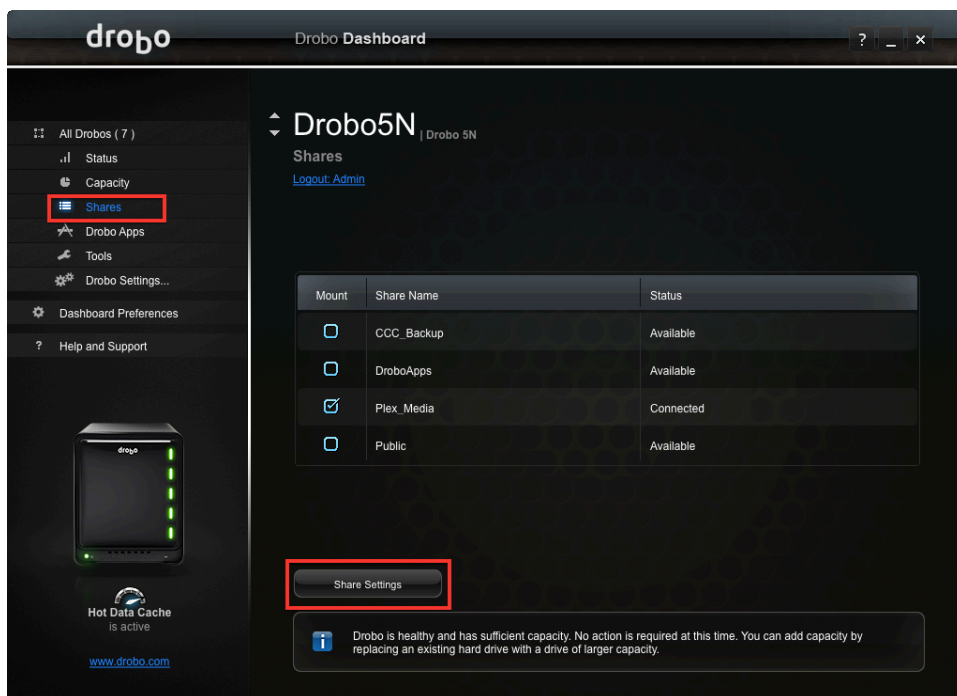 drobo
Drobo Dashboard
? _ ×
All Drobos ( 7 )
Status
Capacity
Shares
Drobo Apps
Tools
Drobo Settings...
Dashboard Preferences
? Help and Support
drobo
Hot Data Cache
is active
www.drobo.com
Drobo5N | Drobo 5N
Shares
Logout: Admin
Mount Share Name Status
CCC_Backup Available
DroboApps Available
Plex_Media Connected
Public Available
Share Settings
i
Drobo is healthy and has sufficient capacity. No action is required at this time. You can add capacity by
replacing an existing hard drive with a drive of larger capacity.